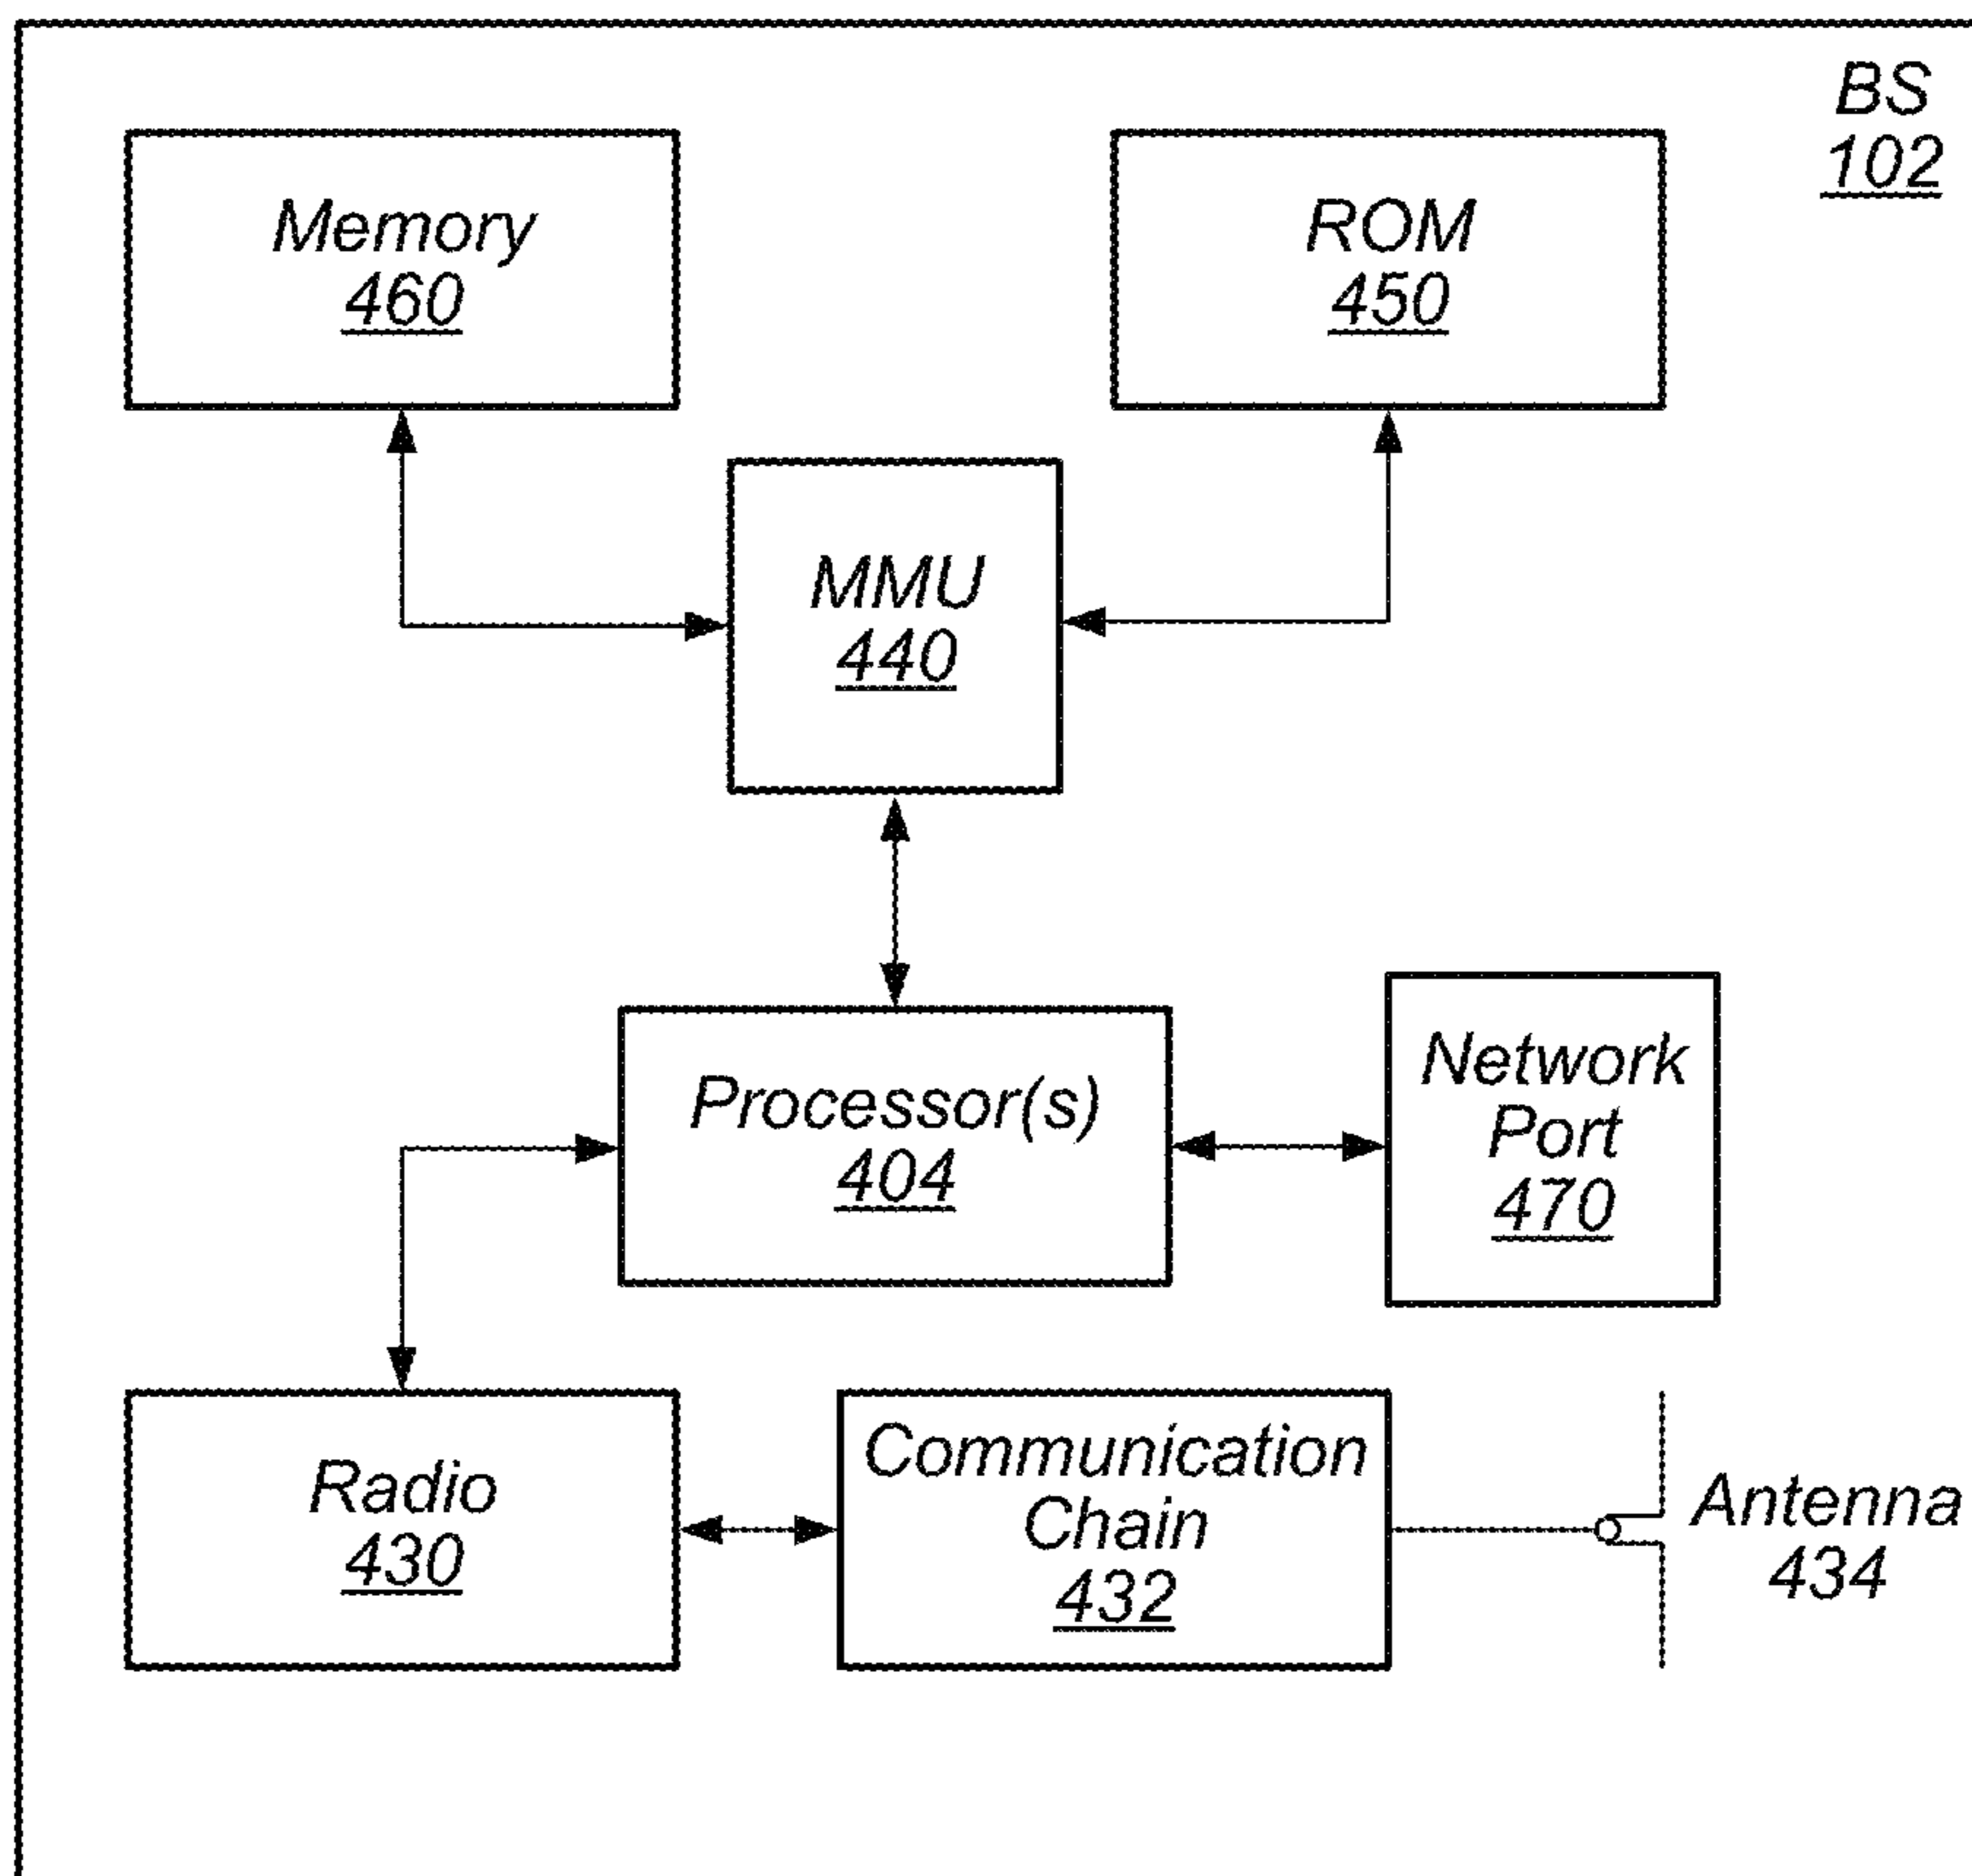 BS
102
Memory
460
ROM
450
MMU
440
Processor(s)
404
Network
Port
470
Radio
430
Communication
Chain
432
Antenna
434